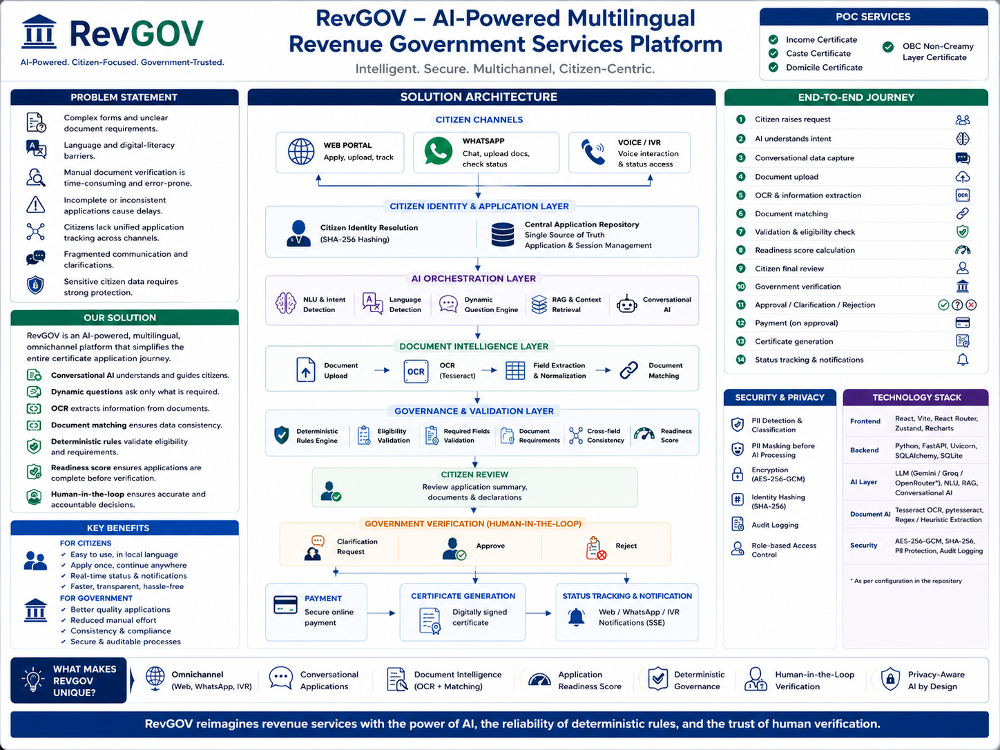 RevGOV
AI-Powered. Citizen-Focused. Government-Trusted.
RevGOV – AI-Powered Multilingual
Revenue Government Services Platform
Intelligent. Secure. Multichannel, Citizen-Centric.
POC SERVICES
Income Certificate
Caste Certificate
Domicile Certificate
OBC Non-Creamy
Layer Certificate
PROBLEM STATEMENT
Complex forms and unclear
document requirements.
Language and digital-literacy
barriers.
Manual document verification is
time-consuming and error-prone.
Incomplete or inconsistent
applications cause delays.
Citizens lack unified application
tracking across channels.
Fragmented communication and
clarifications.
Sensitive citizen data requires
strong protection.
OUR SOLUTION
RevGOV is an AI-powered, multilingual,
omnichannel platform that simplifies the
entire certificate application journey.
Conversational AI understands and guides citizens.
Dynamic questions ask only what is required.
OCR extracts information from documents.
Document matching ensures data consistency.
Deterministic rules validate eligibility
and requirements.
Readiness score ensures applications are
complete before verification.
Human-in-the-loop ensures accurate and
accountable decisions.
KEY BENEFITS
FOR CITIZENS
Easy to use, in local language
Apply once, continue anywhere
Real-time status & notifications
Faster, transparent, hassle-free
FOR GOVERNMENT
Better quality applications
Reduced manual effort
Consistency & compliance
Secure & auditable processes
SOLUTION ARCHITECTURE
CITIZEN CHANNELS
WEB PORTAL
Apply, upload, track
WHATSAPP
Chat, upload docs,
check status
VOICE / IVR
Voice interaction
& status access
CITIZEN IDENTITY & APPLICATION LAYER
Citizen Identity Resolution
(SHA-256 Hashing)
Central Application Repository
Single Source of Truth
Application & Session Management
AI ORCHESTRATION LAYER
NLU & Intent
Detection
A
Language
Detection
Dynamic
Question Engine
RAG & Context
Retrieval
Conversational
AI
DOCUMENT INTELLIGENCE LAYER
Document
Upload
OCR
OCR
(Tesseract)
Field Extraction
& Normalization
Document
Matching
GOVERNANCE & VALIDATION LAYER
Deterministic
Rules Engine
Eligibility
Validation
Required Fields
Validation
Document
Requirements
Cross-field
Consistency
Readiness
Score
CITIZEN REVIEW
Review application summary,
documents & declarations
GOVERNMENT VERIFICATION (HUMAN-IN-THE-LOOP)
Clarification
Request
Approve
Reject
PAYMENT
Secure online
payment
CERTIFICATE GENERATION
Digitally signed
certificate
STATUS TRACKING & NOTIFICATION
Web / WhatsApp / IVR
Notifications (SSE)
END-TO-END JOURNEY
1 Citizen raises request
2 AI understands intent
3 Conversational data capture
4 Document upload
5 OCR & information extraction OCR
6 Document matching
7 Validation & eligibility check
8 Readiness score calculation
9 Citizen final review
10 Government verification
11 Approval / Clarification / Rejection
12 Payment (on approval)
13 Certificate generation
14 Status tracking & notifications
SECURITY & PRIVACY
PII Detection &
Classification
PII Masking before
AI Processing
Encryption
(AES-256-GCM)
# Identity Hashing
(SHA-256)
Audit Logging
Role-based Access
Control
TECHNOLOGY STACK
Frontend
React, Vite, React Router,
Zustand, Recharts
Backend
Python, FastAPI, Uvicorn,
SQLAlchemy, SQLite
AI Layer
LLM (Gemini / Groq /
OpenRouter*), NLU, RAG,
Conversational AI
Document AI
Tesseract OCR, pytesseract,
Regex / Heuristic Extraction
Security
AES-256-GCM, SHA-256,
PII Protection, Audit Logging
* As per configuration in the repository
WHAT MAKES
REVGOV
UNIQUE?
Omnichannel
(Web, WhatsApp, IVR)
Conversational
Applications
Document Intelligence
(OCR + Matching)
Application
Readiness Score
Deterministic
Governance
Human-in-the-Loop
Verification
Privacy-Aware
AI by Design
RevGOV reimagines revenue services with the power of AI, the reliability of deterministic rules, and the trust of human verification.